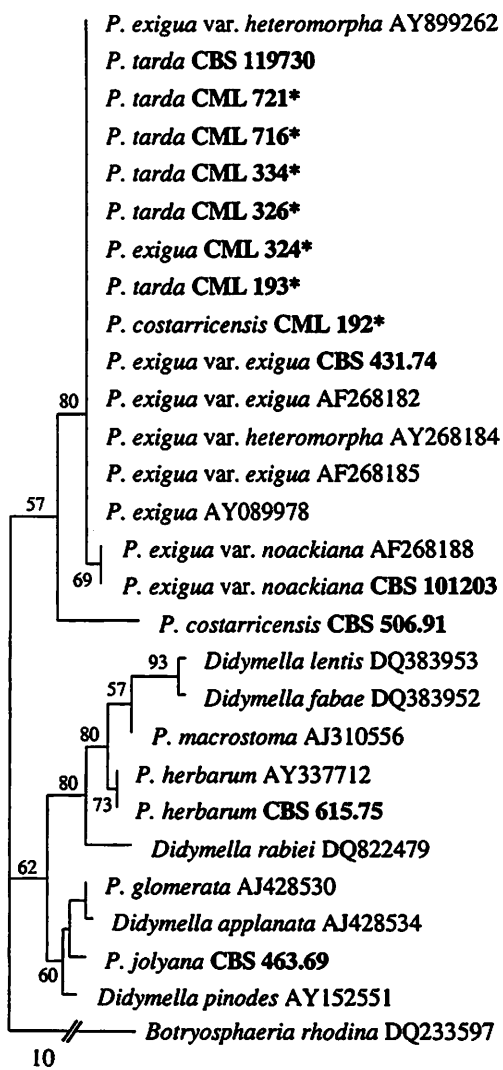 P. exigua var. heteromorpha AY899262
P. tarda CBS 119730
P. tarda CML 721*
P. tarda CML 716*
P. tarda CML 334*
P. tarda CML 326*
P. exigua CML 324*
P. tarda CML 193*
P. costarricensis CML 192*
P. exigua var. exigua CBS 431.74
80
P. exigua var. exigua AF268182
P. exigua var. heteromorpha AY268184
P. exigua var. exigua AF268185
57
P. exigua AY089978
P. exigua var. noackiana AF268188
69
P. exigua var. noackiana CBS 101203
P. costarricensis CBS 506.91
93
Didymella lentis DQ383953
57
Didymella fabae DQ383952
80
P. macrostoma AJ310556
80
P. herbarum AY337712
73
P. herbarum CBS 615.75
Didymella rabiei DQ822479
62
P. glomerata AJ428530
Didymella applanata AJ428534
60
P. jolyana CBS 463.69
Didymella pinodes AY152551
Botryosphaeria rhodina DQ233597
10